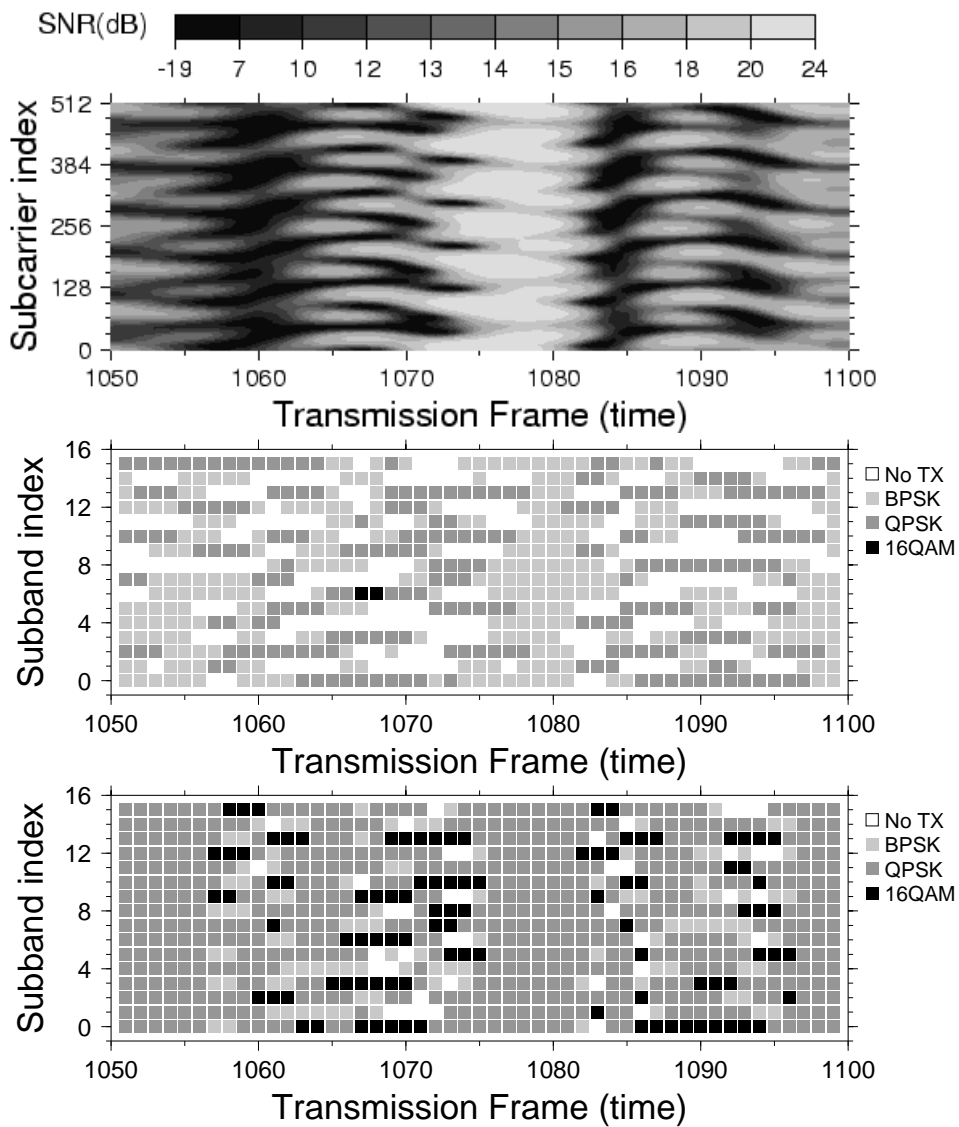 SNR(dB)
-19 7 10 12 13 14 15 16 18 20 24
Subcarrier index
512
384
256
128
0
1050 1060 1070 1080 1090 1100
Transmission Frame (time)
Subband index
16
12
8
4
0
No TX
BPSK
QPSK
16QAM
1050 1060 1070 1080 1090 1100
Transmission Frame (time)
Subband index
16
12
8
4
0
No TX
BPSK
QPSK
16QAM
1050 1060 1070 1080 1090 1100
Transmission Frame (time)